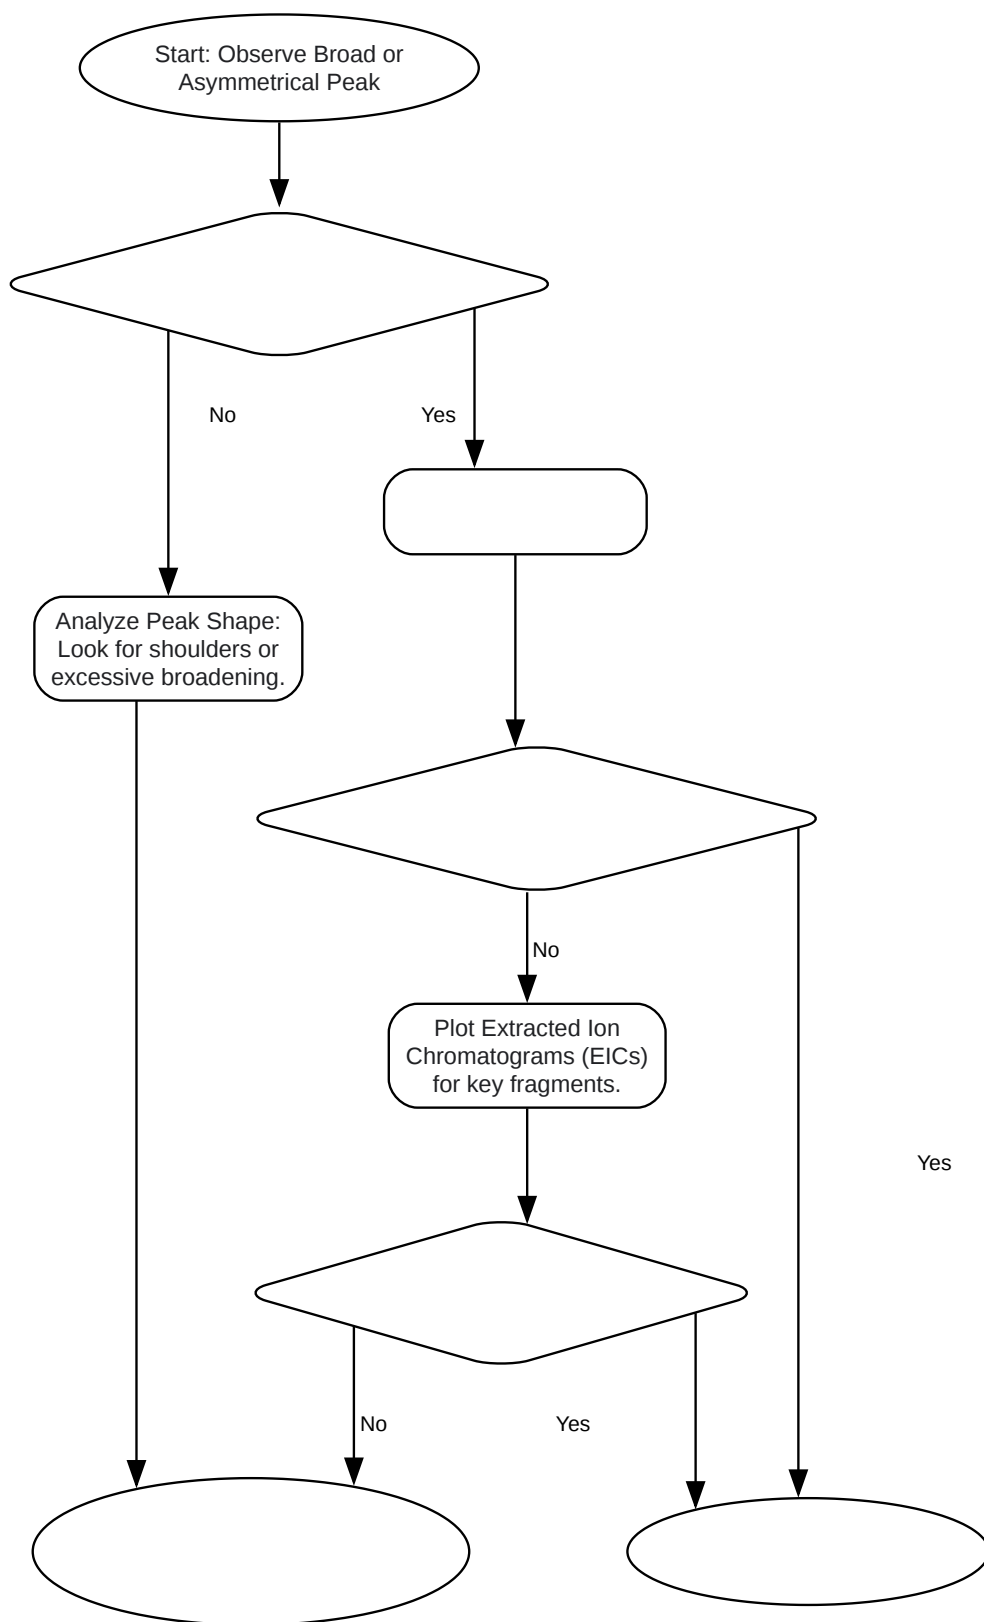 Start: Observe Broad or
Asymmetrical Peak
No
Yes
Analyze Peak Shape:
Look for shoulders or
excessive broadening.
No
Plot Extracted Ion
Chromatograms (EICs)
for key fragments.
Yes
No
Yes